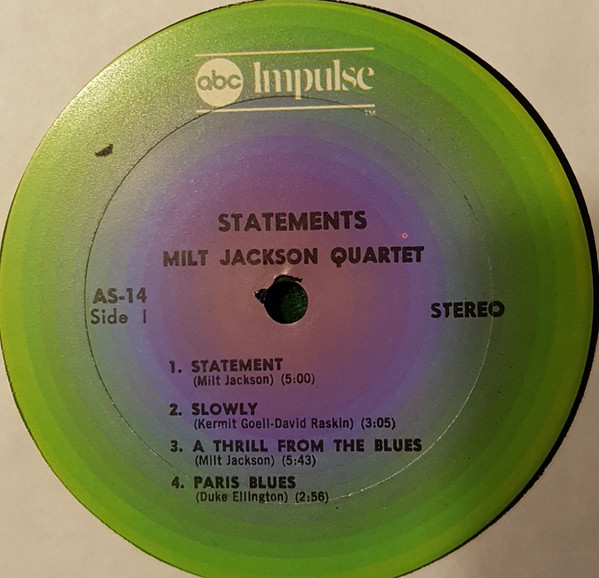 abc Impulse
TM
STATEMENTS
MILT JACKSON QUARTET
AS-14
Side 1
STEREO
1. STATEMENT
(Milt Jackson) (5:00)
2. SLOWLY
(Kermit Goell-David Raskin) (3:05)
3. A THRILL FROM THE BLUES
(Milt Jackson) (5:43)
4. PARIS BLUES
(Duke Ellington) (2:56)